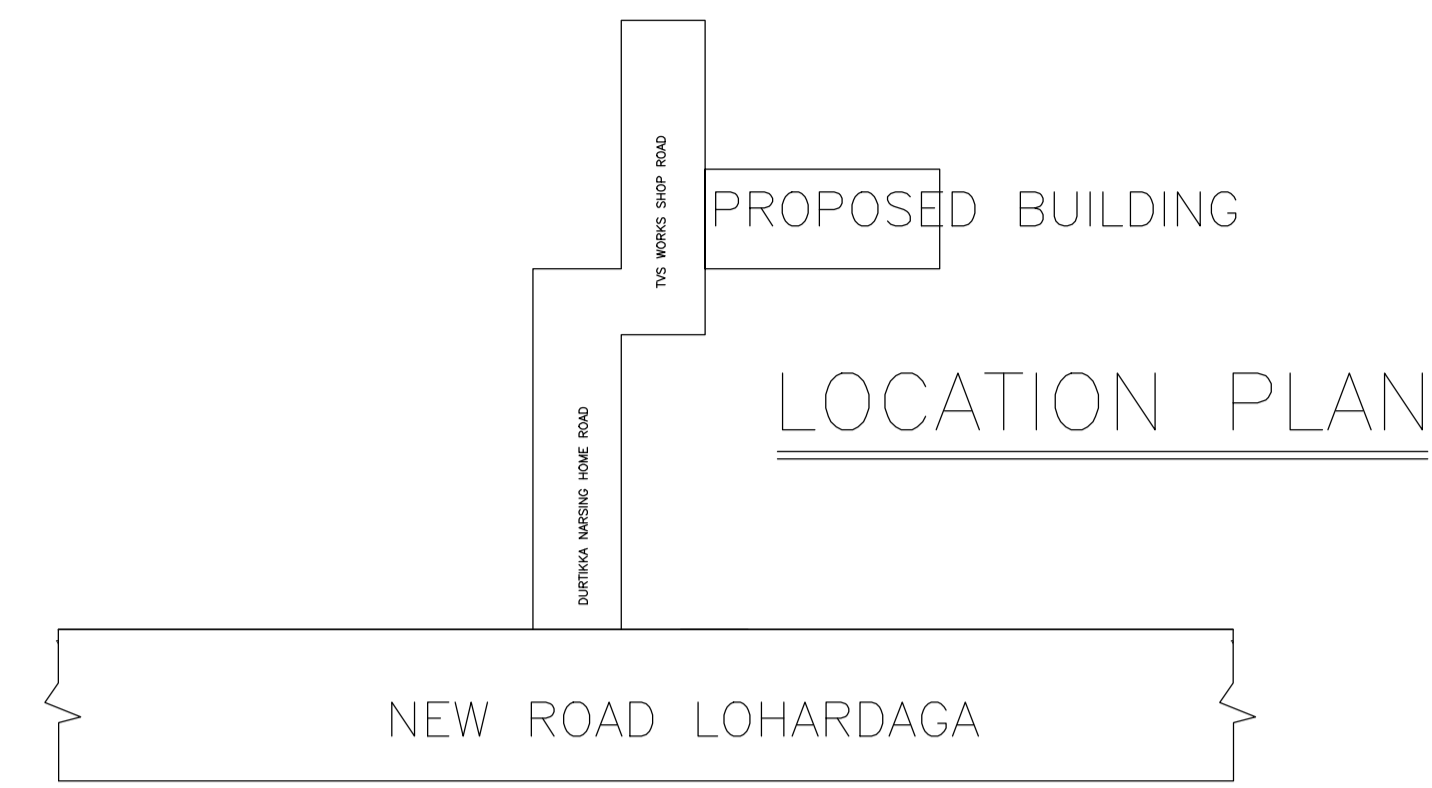 TVS WORKS SHOP ROAD
PROPOSED BUILDING
LOCATION PLAN
DURTIKKA NARSING HOME ROAD
NEW ROAD LOHARDAGA